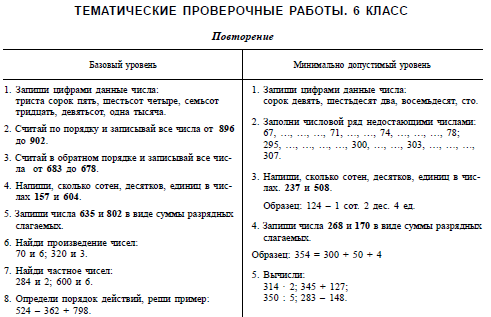 ТЕМАТИЧЕСКИЕ ПРОВЕРОЧНЫЕ РАБОТЫ. 6 КЛАСС
Повторение
Базовый уровень
1. Запиши цифрами данные числа:
триста сорок пять, шестьсот четыре, семьсот
тридцать, девятьсот, одна тысяча.
2. Считай по порядку и записывай все числа от 896
до 902.
3. Считай в обратном порядке и записывай все чис-
ла от 683 до 678.
4. Напиши, сколько сотен, десятков, единиц в чис-
лах 157 и 604.
5. Запиши числа 635 и 802 в виде суммы разрядных
слагаемых.
6. Найди произведение чисел:
70 и 6; 320 и 3.
7. Найди частное чисел:
284 и 2; 600 и 6.
8. Определи порядок действий, реши пример:
524 – 362 + 798.
Минимально допустимый уровень
1. Запиши цифрами данные числа:
сорок девять, шестьдесят два, восемьдесят, сто.
2. Заполни числовой ряд недостающими числами:
67, …, …, …, 71, …, …, 74, …, …, …, 78;
295, …, …, …, …, 300, …, …, 303, …, …, …,
307.
3. Напиши, сколько сотен, десятков, единиц в чис-
лах. 237 и 508.
Образец: 124 – 1 сот. 2 дес. 4 ед.
4. Запиши числа 268 и 170 в виде суммы разрядных
слагаемых.
Образец: 354 = 300 + 50 + 4
5. Вычисли:
314 · 2; 345 + 127;
350 : 5; 283 – 148.